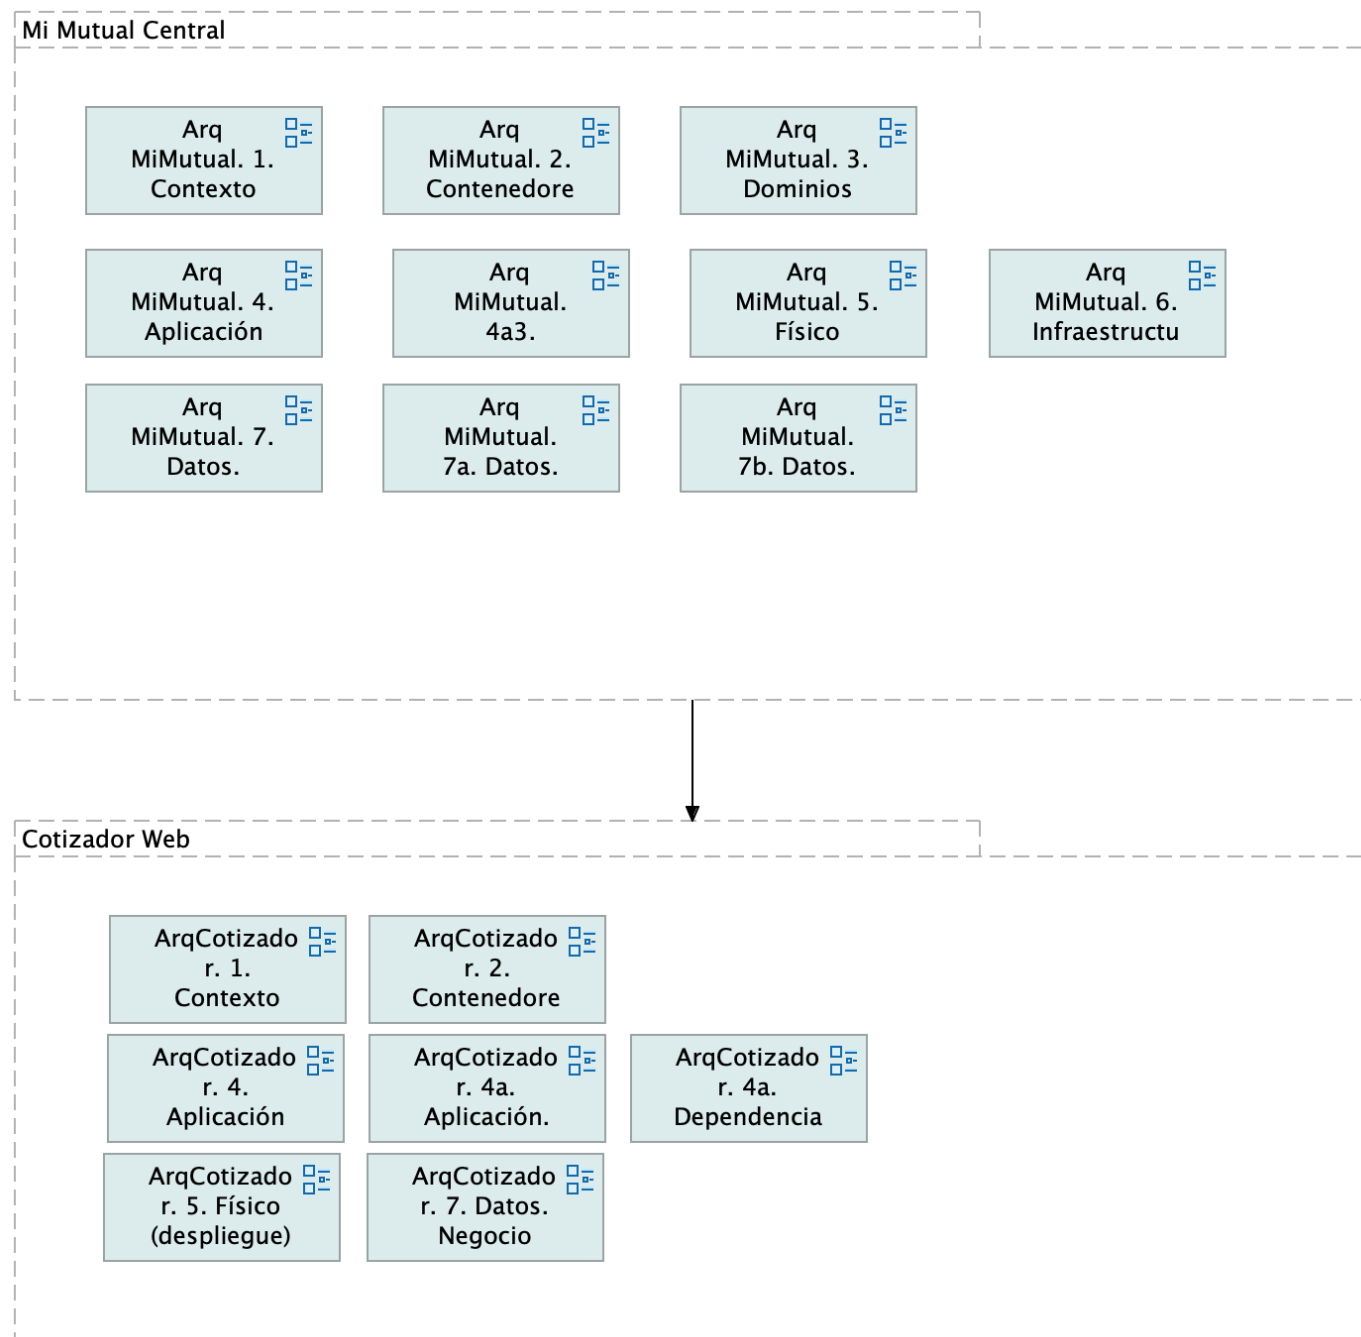 Mi Mutual Central
Arq
MiMutual. 1.
Contexto
Arq
MiMutual. 2.
Contenedore
Arq
MiMutual. 3.
Dominios
Arq
MiMutual. 4.
Aplicación
Arq
MiMutual.
4a3.
Arq
MiMutual. 5.
Físico
Arq
MiMutual. 6.
Infraestructu
Arq
MiMutual. 7.
Datos.
Arq
MiMutual.
7a. Datos.
Arq
MiMutual.
7b. Datos.
Cotizador Web
ArqCotizado
r. 1.
Contexto
ArqCotizado
r. 2.
Contenedore
ArqCotizado
r. 4.
Aplicación
ArqCotizado
r. 4a.
Aplicación.
ArqCotizado
r. 4a.
Dependencia
ArqCotizado
r. 5. Físico
(despliegue)
ArqCotizado
r. 7. Datos.
Negocio